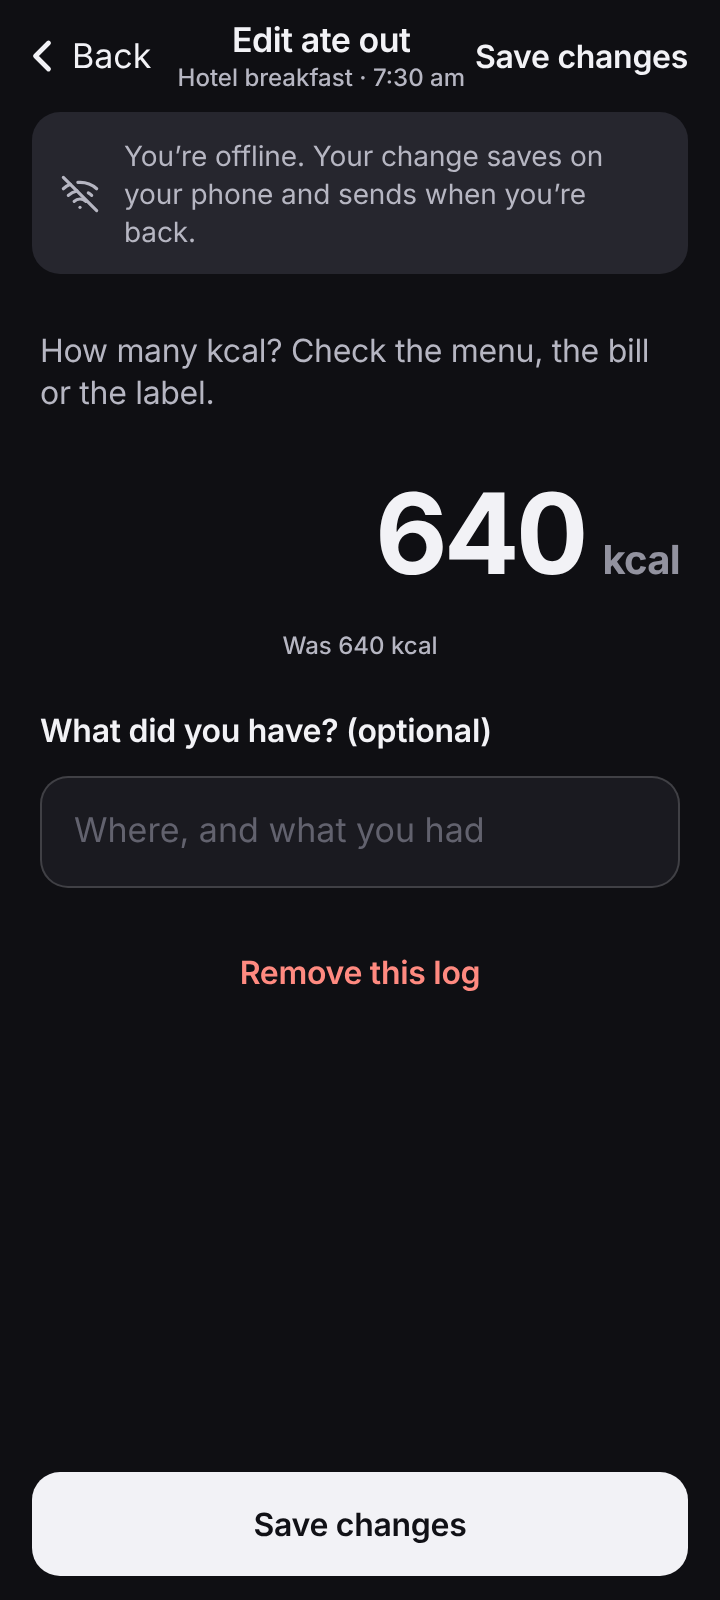 Back
Edit ate out
Hotel breakfast · 7:30 am
Save changes
You’re offline. Your change saves on
your phone and sends when you’re
back.
How many kcal? Check the menu, the bill
or the label.
640 kcal
Was 640 kcal
What did you have? (optional)
Where, and what you had
Remove this log
Save changes